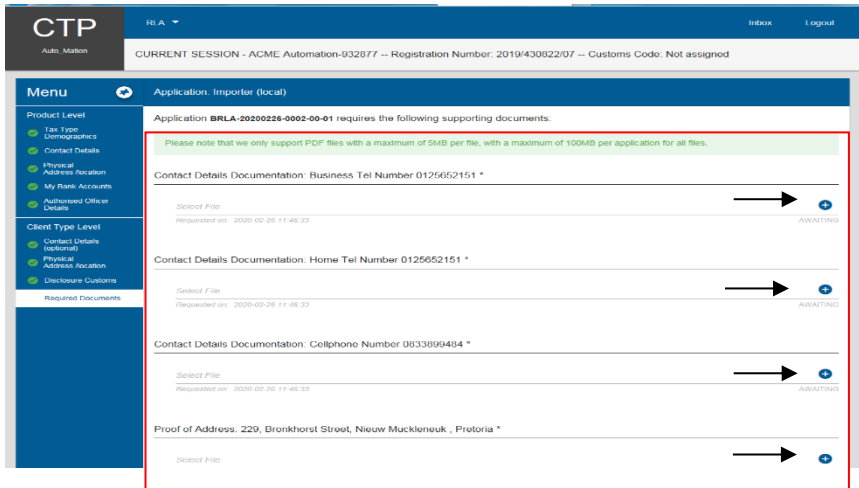 CTP
Auto_Mation
RLA
Inbox
Logout
CURRENT SESSION - ACME Automation-932877 -- Registration Number: 2019/430822/07 -- Customs Code: Not assigned
Menu
Product Level
Tax Type
Demographics
Contact Details
Physical
Address /location
My Bank Accounts
Authorised Officer
Details
Client Type Level
Contact Details
(optional)
Physical
Address /location
Disclosure Customs
Required Documents
Application: Importer (local)
Application BRLA-20200226-0002-00-01 requires the following supporting documents:
Please note that we only support PDF files with a maximum of 5MB per file, with a maximum of 100MB per application for all files.
Contact Details Documentation: Business Tel Number 0125652151 *
Select File
Requested on: 2020-02-26 11:46:33
AWAITING
Contact Details Documentation: Home Tel Number 0125652151 *
Select File
Requested on: 2020-02-26 11:46:33
AWAITING
Contact Details Documentation: Cellphone Number 0833899484 *
Select File
Requested on: 2020-02-26 11:46:33
AWAITING
Proof of Address: 229, Bronkhorst Street, Nieuw Muckleneuk , Pretoria *
Select File